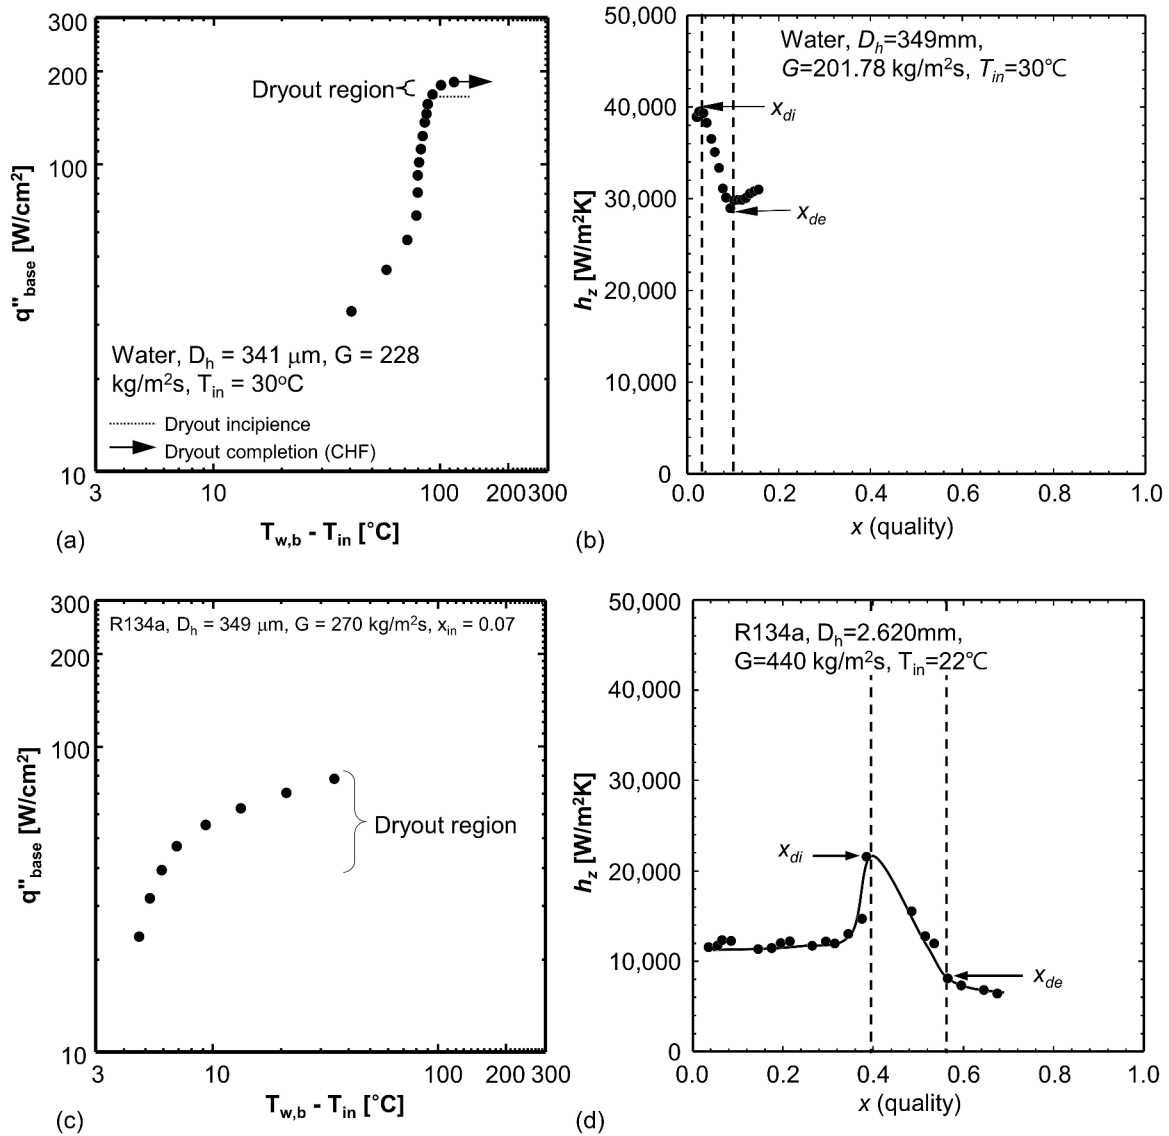 300
200
100
10
q"base [W/cm²]
Dryout region
Water, Dh = 341 μm, G = 228
kg/m²s, Tin = 30°C
Dryout incipience
Dryout completion (CHF)
3 10 100 200 300
Tw,b - Tin [°C]
(a)
50,000
40,000
30,000
20,000
10,000
0
hz [W/m²K]
Water, Dh=349mm,
G=201.78 kg/m²s, Tin=30℃
xdi
xde
0.0 0.2 0.4 0.6 0.8 1.0
x (quality)
(b)
300
200
100
10
q"base [W/cm²]
R134a, Dh = 349 μm, G = 270 kg/m²s, xin = 0.07
Dryout region
3 10 100 200 300
Tw,b - Tin [°C]
(c)
50,000
40,000
30,000
20,000
10,000
0
hz [W/m²K]
R134a, Dh=2.620mm,
G=440 kg/m²s, Tin=22℃
xdi
xde
0.0 0.2 0.4 0.6 0.8 1.0
x (quality)
(d)